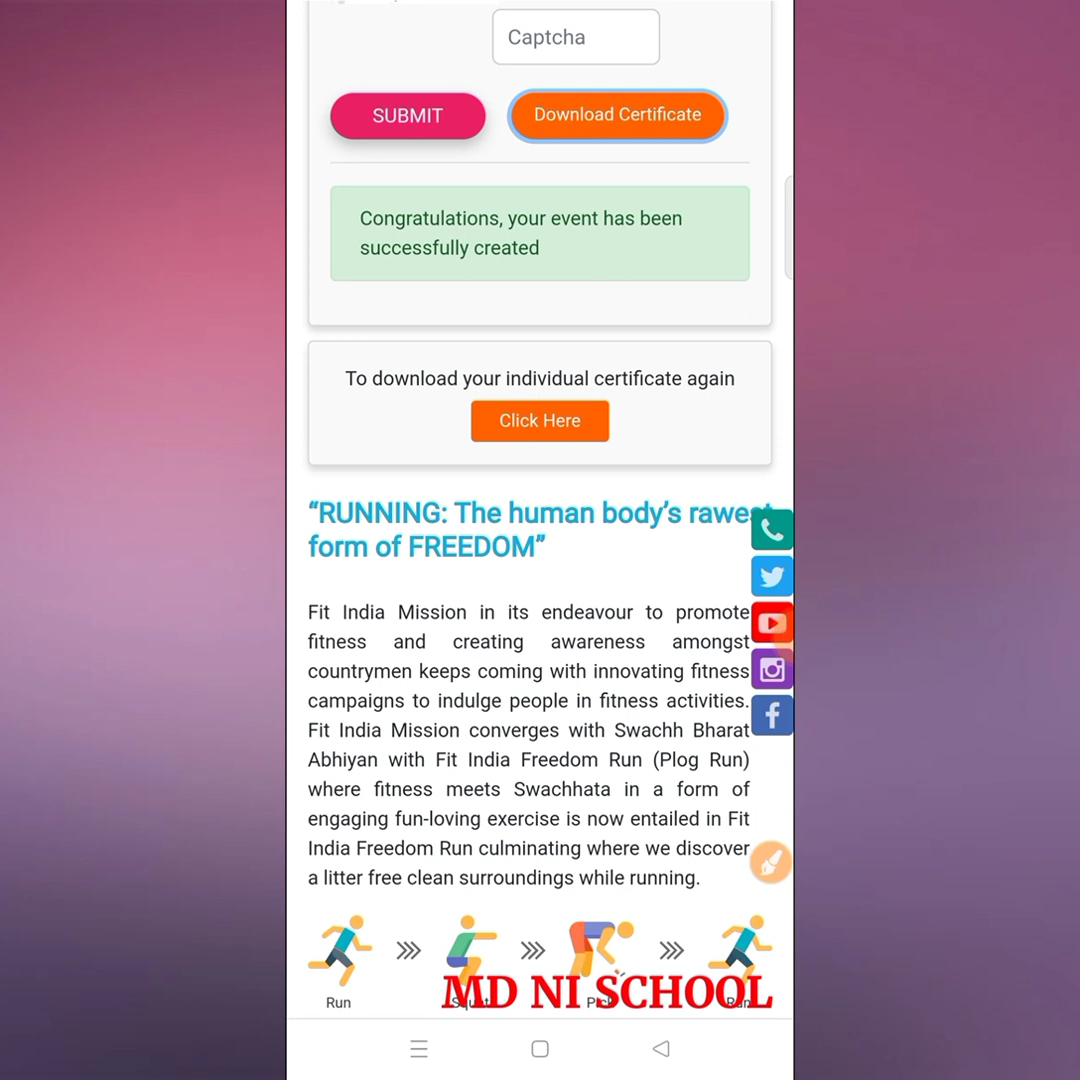 Captcha
SUBMIT
Download Certificate
Congratulations, your event has been
successfully created
To download your individual certificate again
Click Here
“RUNNING: The human body’s rawest
form of FREEDOM”
Fit India Mission in its endeavour to promote
fitness and creating awareness amongst
countrymen keeps coming with innovating fitness
campaigns to indulge people in fitness activities.
Fit India Mission converges with Swachh Bharat
Abhiyan with Fit India Freedom Run (Plog Run)
where fitness meets Swachhata in a form of
engaging fun-loving exercise is now entailed in Fit
India Freedom Run culminating where we discover
a litter free clean surroundings while running.
Run Squat Pick Run
MD NI SCHOOL